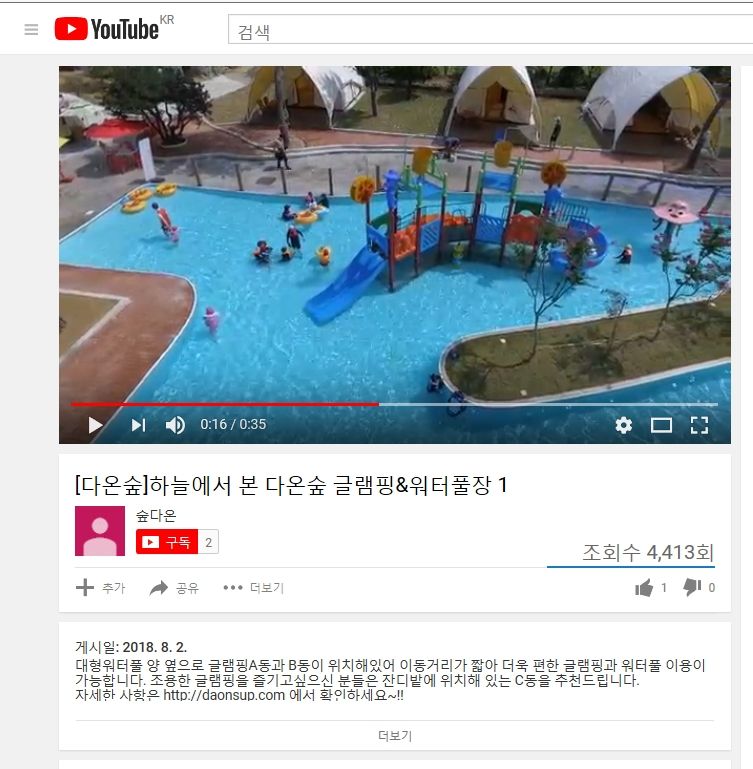 YouTube KR
검색
0:16 / 0:35
[다온숲]하늘에서 본 다온숲 글램핑&워터풀장 1
숲다온
구독 2
조회수 4,413회
추가 공유 더보기 1 0
게시일: 2018. 8. 2.
대형워터풀 양 옆으로 글램핑A동과 B동이 위치해있어 이동거리가 짧아 더욱 편한 글램핑과 워터풀 이용이
가능합니다. 조용한 글램핑을 즐기고싶으신 분들은 잔디밭에 위치해 있는 C동을 추천드립니다.
자세한 사항은 http://daonsup.com 에서 확인하세요~!!
더보기